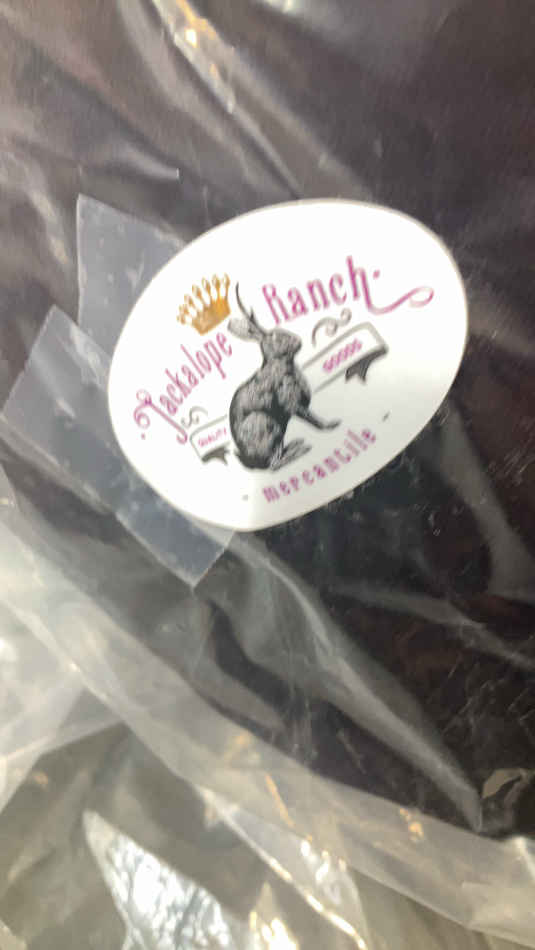 Jackalope Ranch
QUALITY GOODS
- mercantile -